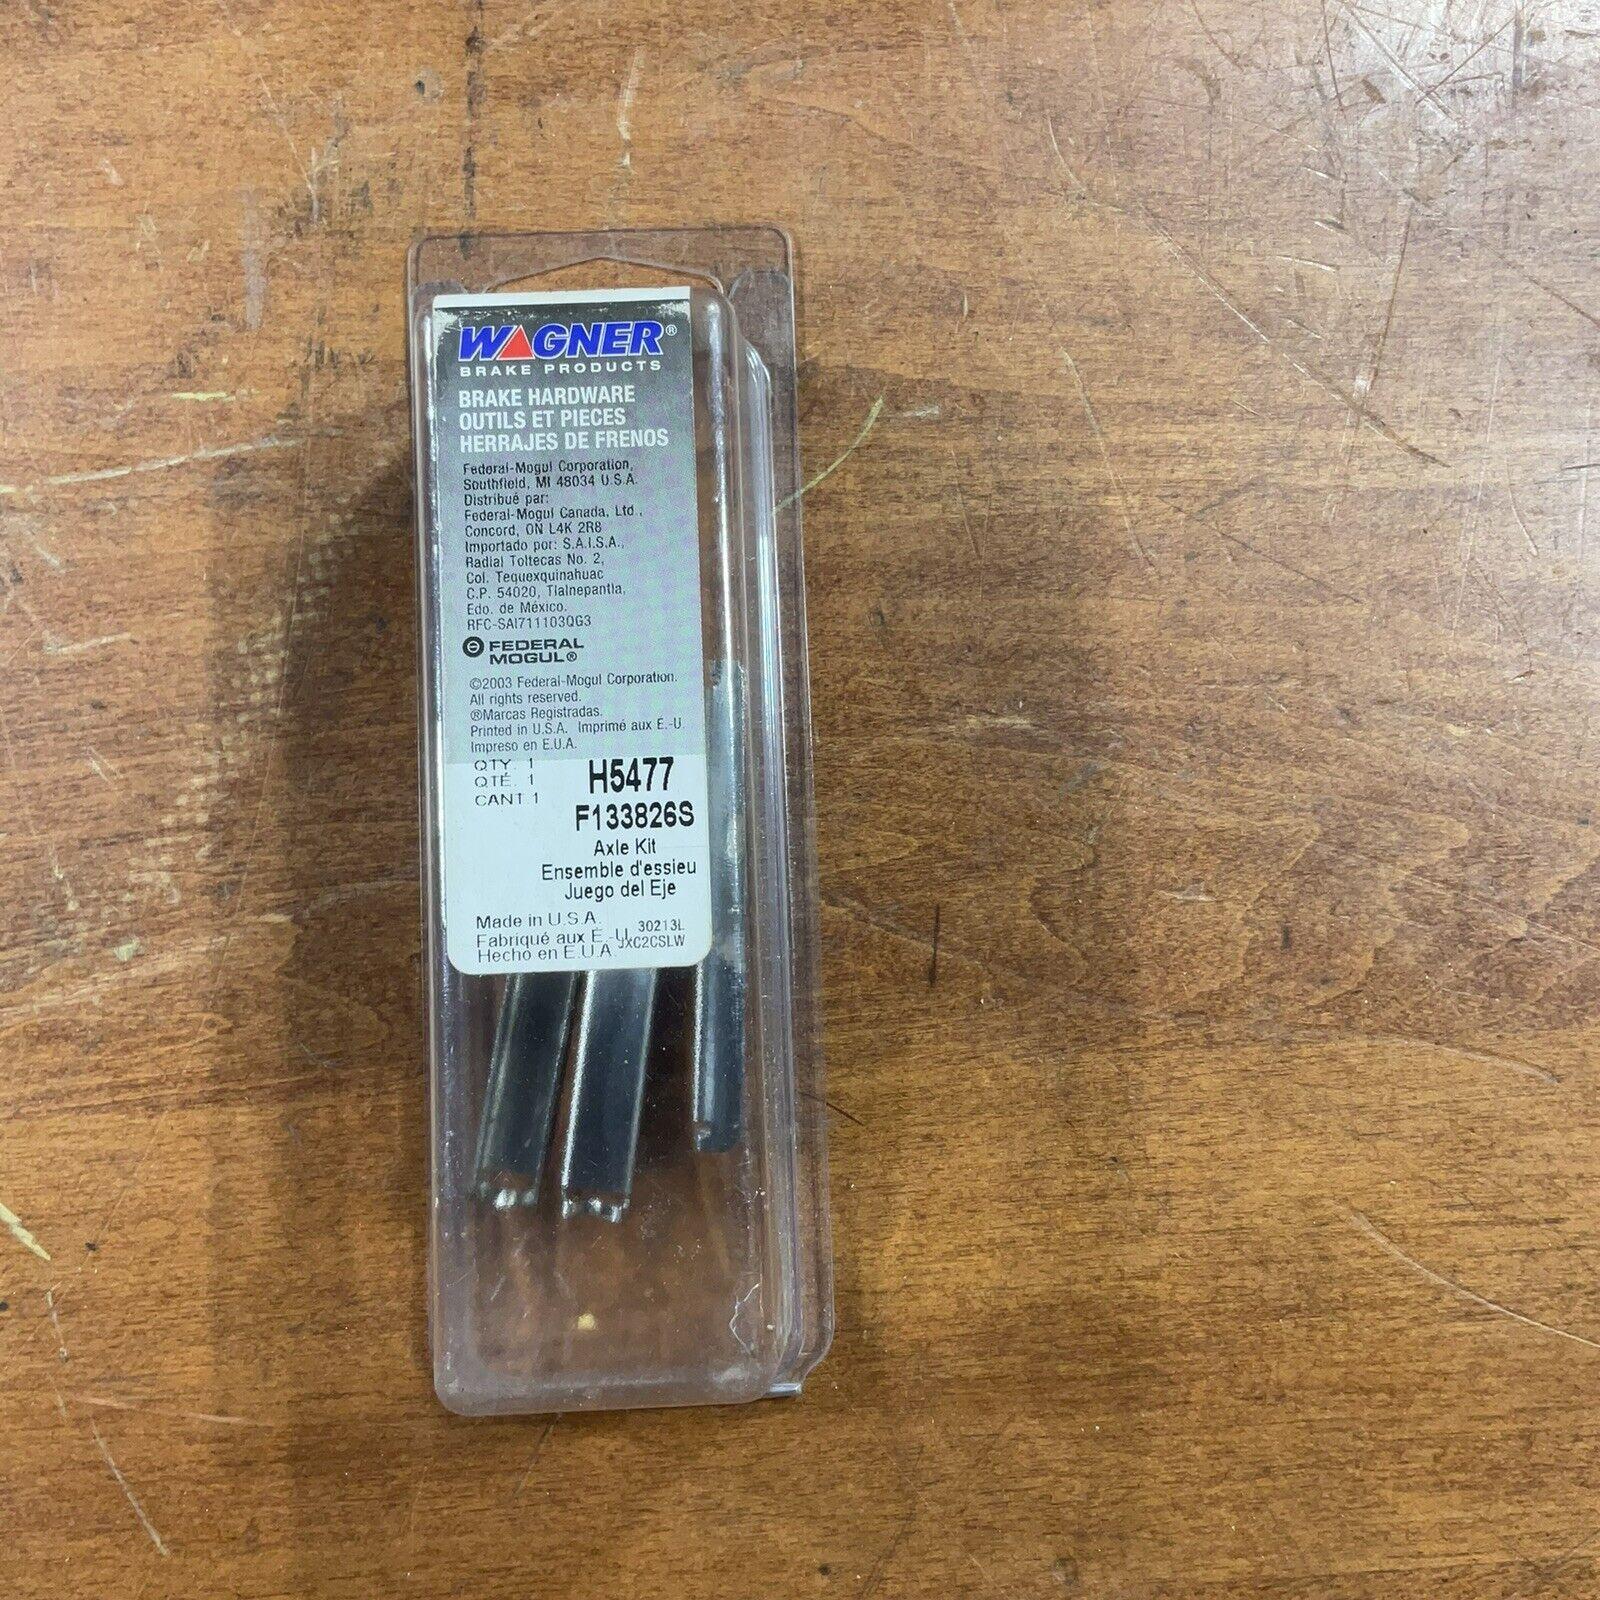 WAGNER®
BRAKE PRODUCTS
BRAKE HARDWARE
OUTILS ET PIECES
HERRAJES DE FRENOS
Federal-Mogul Corporation,
Southfield, MI 48034 U.S.A.
Distribué par:
Federal-Mogul Canada, Ltd.,
Concord, ON L4K 2R8
Importado por: S.A.I.S.A.,
Radial Toltecas No. 2,
Col. Tequexquinahuac
C.P. 54020, Tlalnepantla,
Edo. de México.
RFC-SAI711103QG3
FEDERAL
MOGUL®
©2003 Federal-Mogul Corporation.
All rights reserved.
®Marcas Registradas.
Printed in U.S.A. Imprimé aux É.-U.
Impreso en E.U.A.
QTY. 1
QTÉ. 1
CANT 1
H5477
F133826S
Axle Kit
Ensemble d'essieu
Juego del Eje
Made in U.S.A.
Fabriqué aux É.-U.
Hecho en E.U.A.
30213L
JXC2CSLW